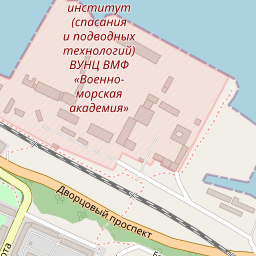 институт
(спасания
и подводных
технологий)
ВУНЦ ВМФ
«Военно-
морская
академия»
Дворцовый проспект